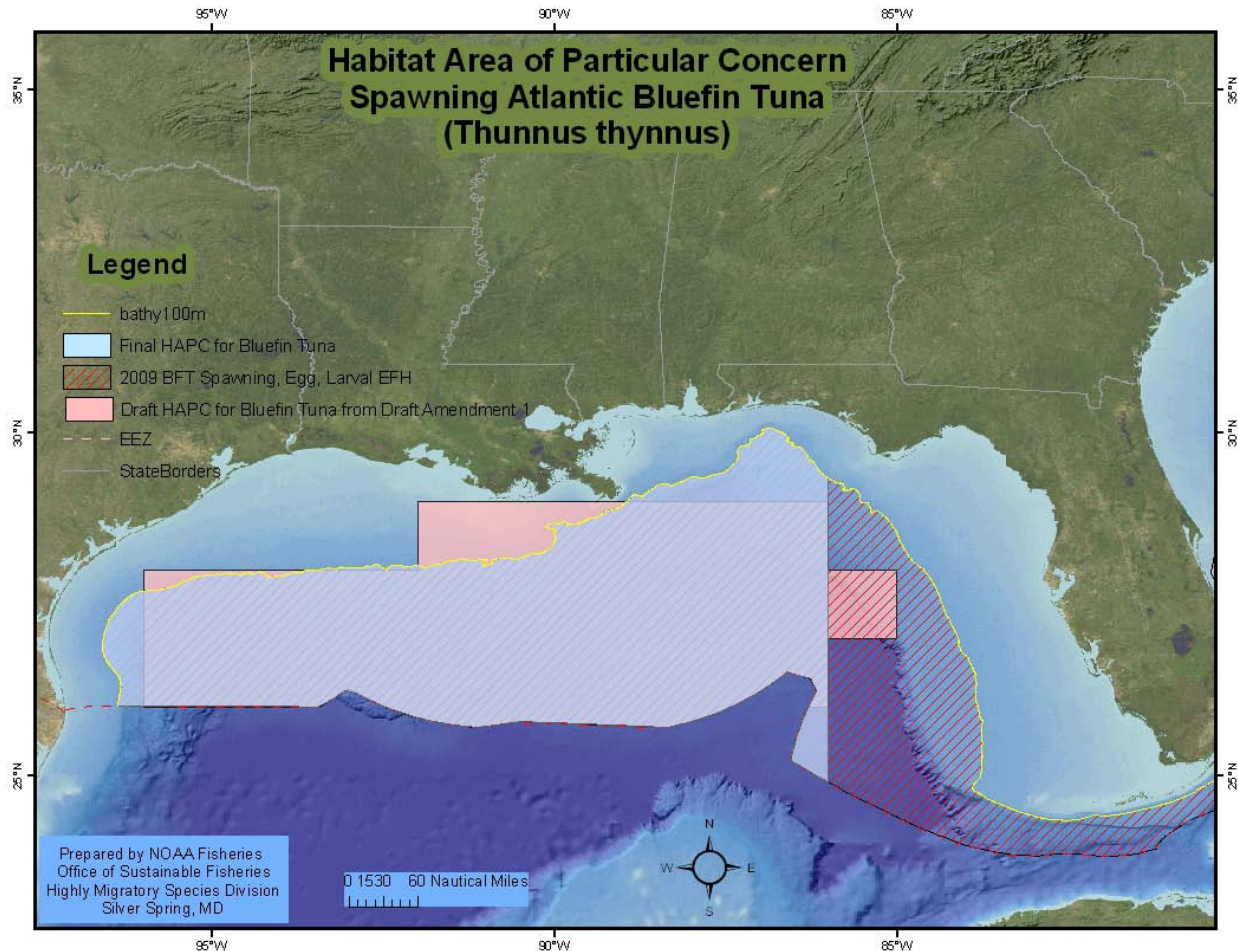 95°W 90°W 85°W
Habitat Area of Particular Concern
Spawning Atlantic Bluefin Tuna
(Thunnus thynnus)
35°N 35°N
Legend
bathy100m
Final HAPC for Bluefin Tuna
2009 BFT Spawning, Egg, Larval EFH
Draft HAPC for Bluefin Tuna from Draft Amendment 1
EEZ
StateBorders
30°N 30°N
25°N 25°N
Prepared by NOAA Fisheries
Office of Sustainable Fisheries
Highly Migratory Species Division
Silver Spring, MD
0 1530 60 Nautical Miles
N
W E
S
95°W 90°W 85°W